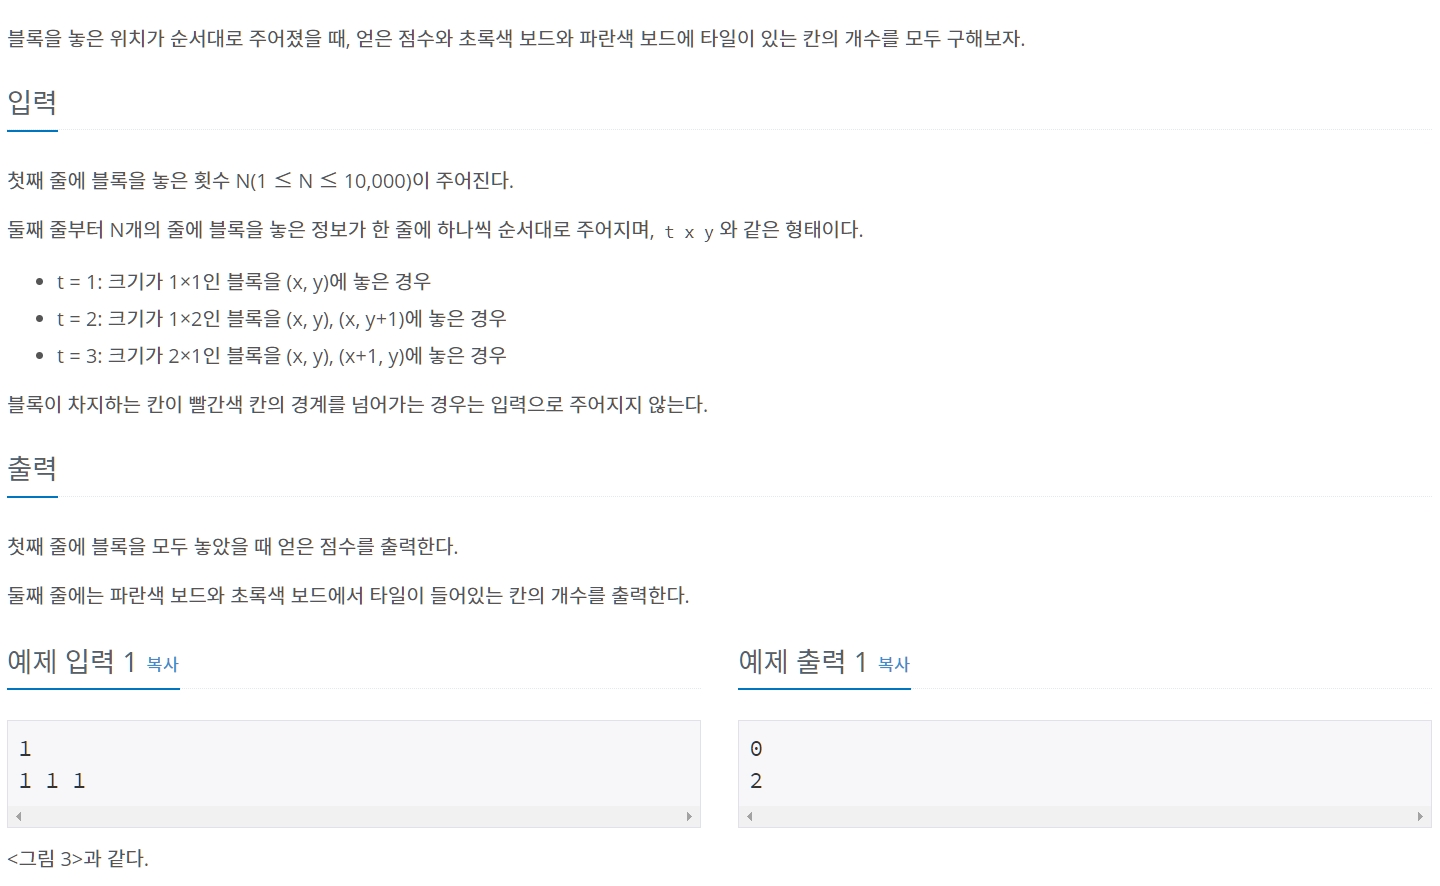 블록을 놓은 위치가 순서대로 주어졌을 때, 얻은 점수와 초록색 보드와 파란색 보드에 타일이 있는 칸의 개수를 모두 구해보자.
입력
첫째 줄에 블록을 놓은 횟수 N(1 ≤ N ≤ 10,000)이 주어진다.
둘째 줄부터 N개의 줄에 블록을 놓은 정보가 한 줄에 하나씩 순서대로 주어지며, t x y 와 같은 형태이다.
• t = 1: 크기가 1×1인 블록을 (x, y)에 놓은 경우
• t = 2: 크기가 1×2인 블록을 (x, y), (x, y+1)에 놓은 경우
• t = 3: 크기가 2×1인 블록을 (x, y), (x+1, y)에 놓은 경우
블록이 차지하는 칸이 빨간색 칸의 경계를 넘어가는 경우는 입력으로 주어지지 않는다.
출력
첫째 줄에 블록을 모두 놓았을 때 얻은 점수를 출력한다.
둘째 줄에는 파란색 보드와 초록색 보드에서 타일이 들어있는 칸의 개수를 출력한다.
예제 입력 1 복사
1
1 1 1
예제 출력 1 복사
0
2
<그림 3>과 같다.